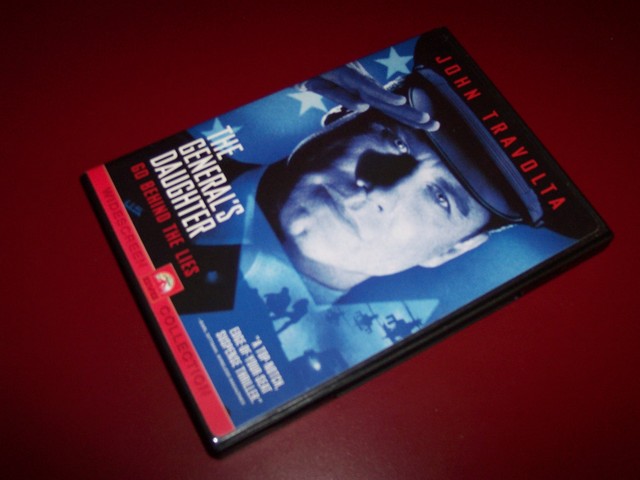 JOHN TRAVOLTA
THE
GENERAL'S
DAUGHTER
GO BEHIND THE LIES
"A TOP-NOTCH,
EDGE-OF-YOUR SEAT
SUSPENSE THRILLER."
WIDESCREEN
COLLECTION